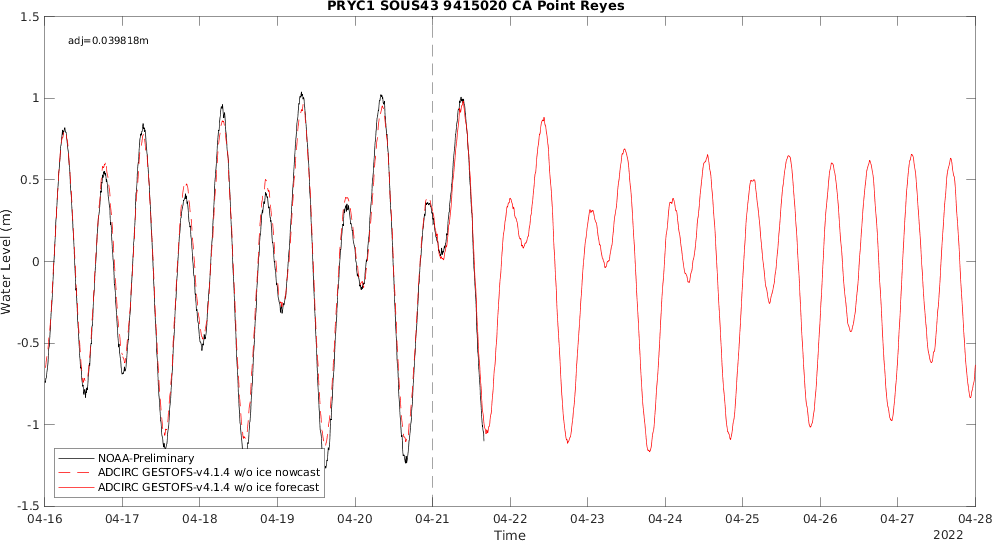 PRYC1 SOUS43 9415020 CA Point Reyes
adj=0.039818m
1.5
1
0.5
0
-0.5
-1
-1.5
Water Level (m)
NOAA-Preliminary
ADCIRC GESTOFS-v4.1.4 w/o ice nowcast
ADCIRC GESTOFS-v4.1.4 w/o ice forecast
04-16 04-17 04-18 04-19 04-20 04-21 04-22 04-23 04-24 04-25 04-26 04-27 04-28
Time
2022